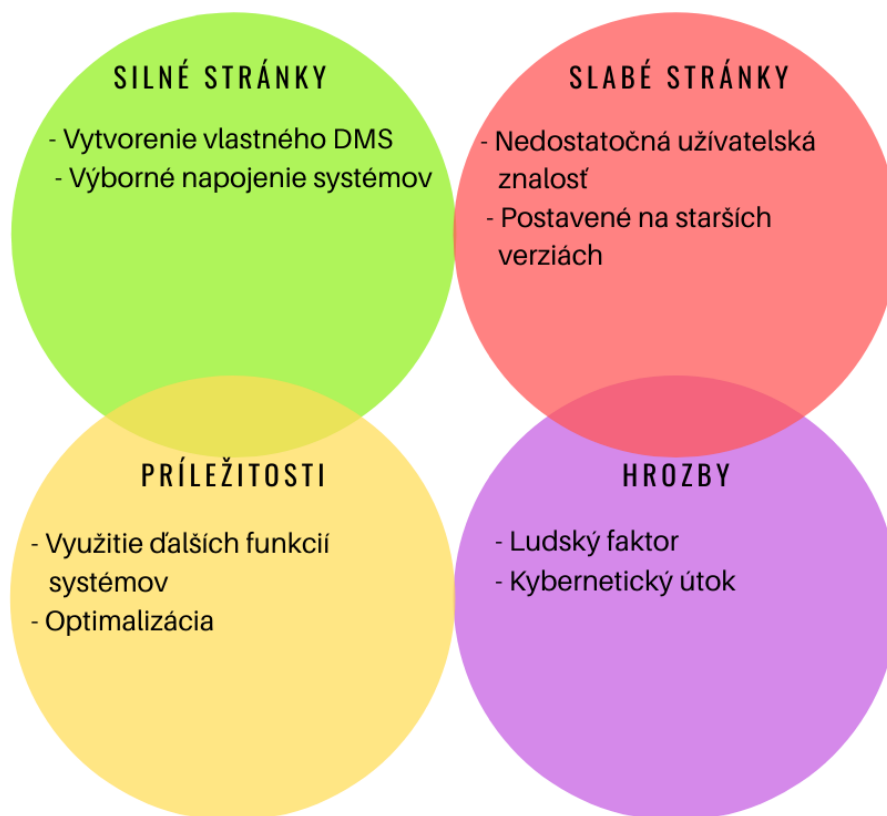 SILNÉ STRÁNKY
- Vytvorenie vlastného DMS
- Výborné napojenie systémov
SLABÉ STRÁNKY
- Nedostatočná užívatelská
znalosť
- Postavené na starších
verziách
PRÍLEŽITOSTI
- Využitie ďalších funkcií
systémov
- Optimalizácia
HROZBY
- Ludský faktor
- Kybernetický útok